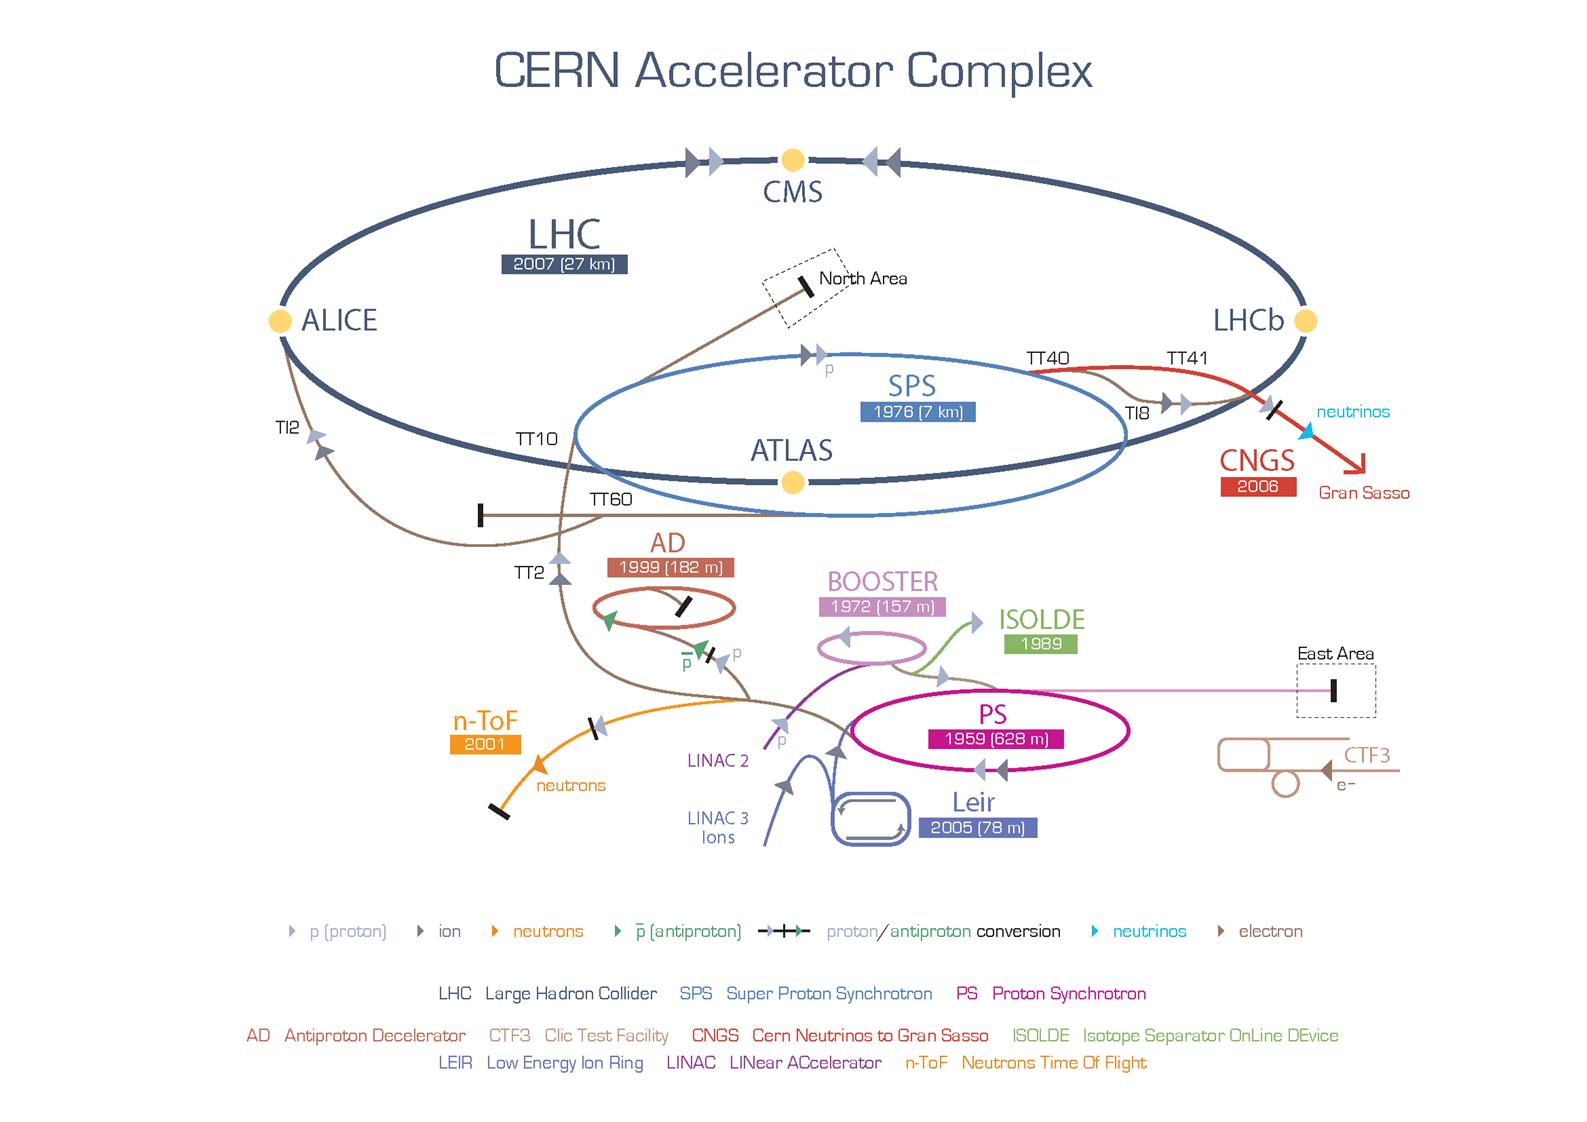 CERN Accelerator Complex
CMS
LHC
2007 (27 km)
North Area
ALICE
LHCb
TT40
TT41
p
SPS
1976 (7 km)
TI8
neutrinos
TI2
TT10
ATLAS
CNGS
2006
Gran Sasso
TT60
AD
1999 (182 m)
TT2
BOOSTER
1972 (157 m)
ISOLDE
1989
p̅
p
East Area
n-ToF
2001
PS
1959 (628 m)
p
LINAC 2
CTF3
neutrons
e-
Leir
2005 (78 m)
LINAC 3
Ions
p (proton) ion neutrons p̅ (antiproton) proton/antiproton conversion neutrinos electron
LHC Large Hadron Collider SPS Super Proton Synchrotron PS Proton Synchrotron
AD Antiproton Decelerator CTF3 Clic Test Facility CNGS Cern Neutrinos to Gran Sasso ISOLDE Isotope Separator OnLine DEvice
LEIR Low Energy Ion Ring LINAC LINear ACcelerator n-ToF Neutrons Time Of Flight